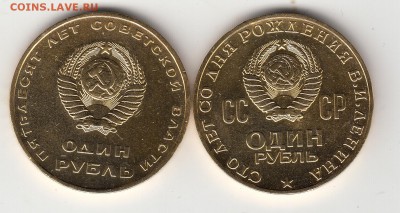 COINS.LAVE.RU
ПЯТЬДЕСЯТ ЛЕТ СОВЕТСКОЙ ВЛАСТИ
ОДИН
РУБЛЬ
СТО ЛЕТ СО ДНЯ РОЖДЕНИЯ В.И.ЛЕНИНА
СС СР
ОДИН
РУБЛЬ